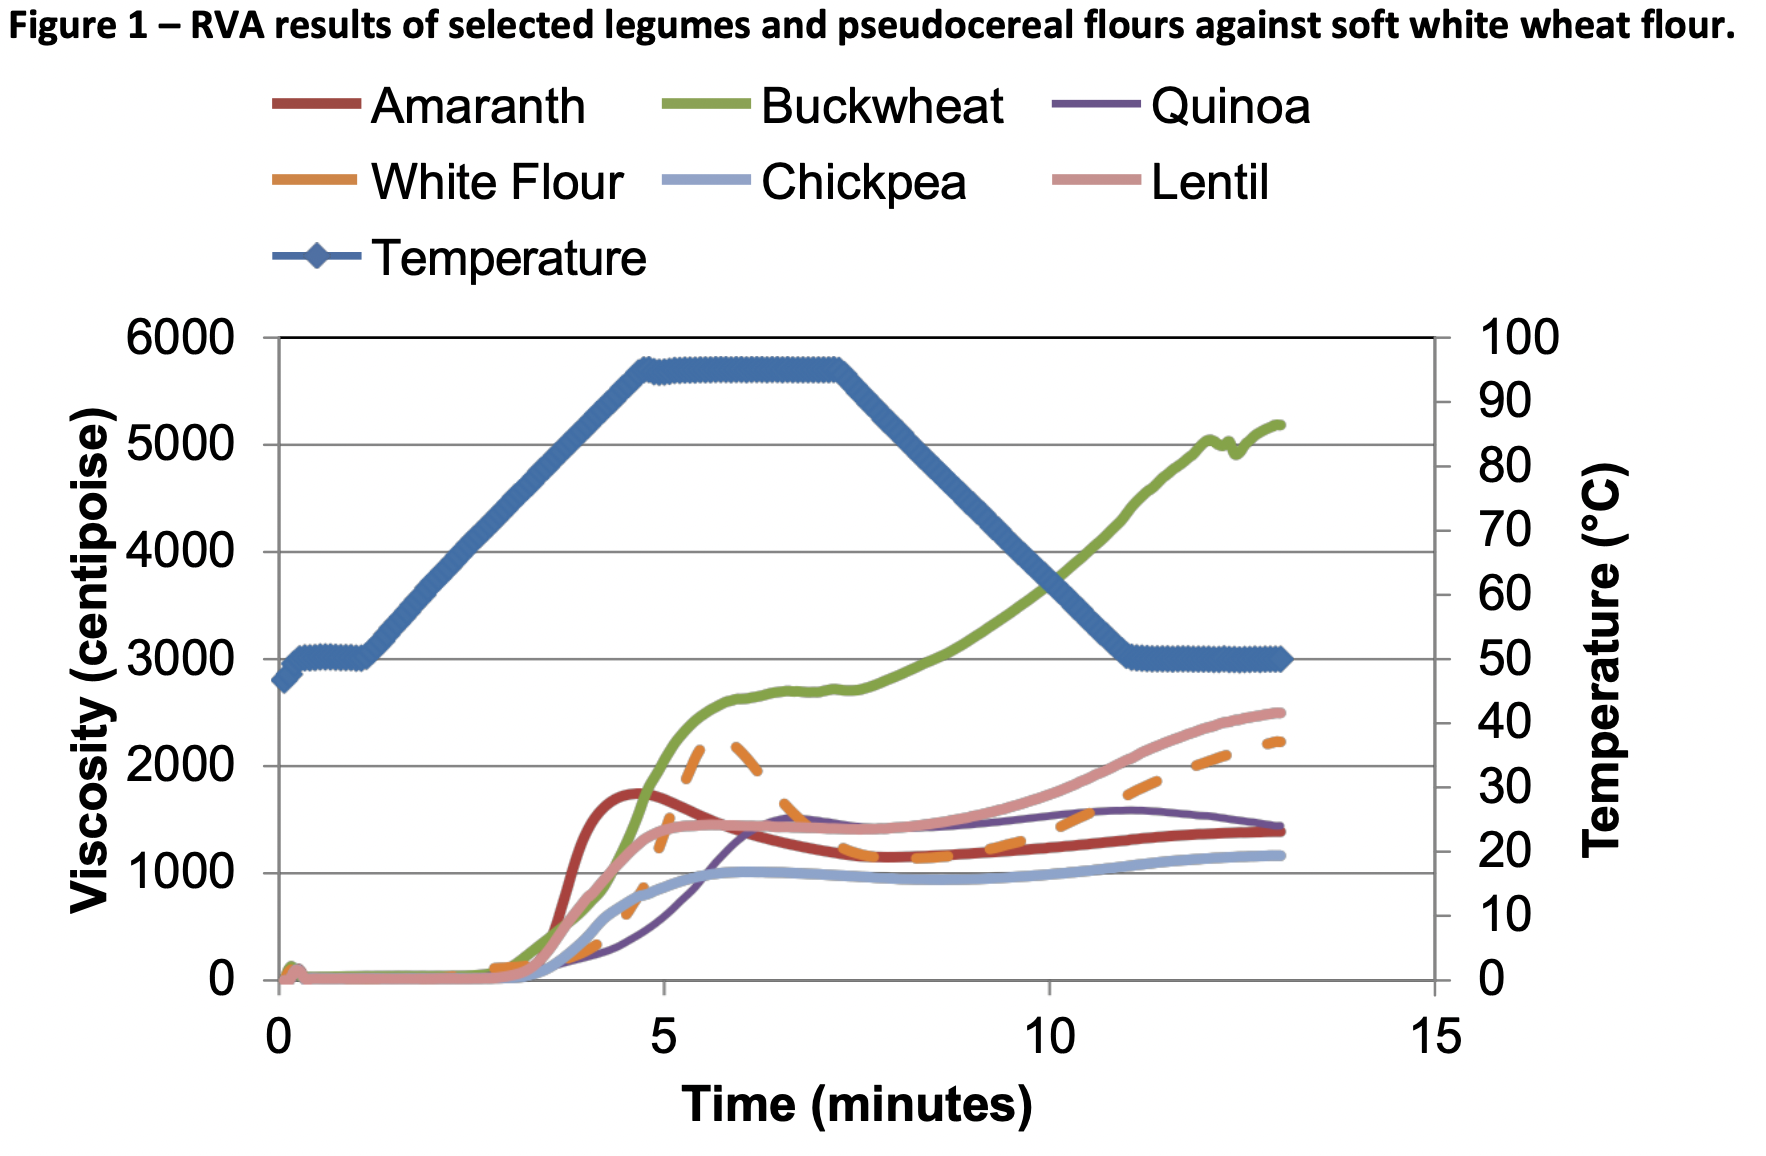 Figure 1 – RVA results of selected legumes and pseudocereal flours against soft white wheat flour.
Amaranth Buckwheat Quinoa
White Flour Chickpea Lentil
Temperature
6000 100
90
5000
80
4000 70
60
3000 50
2000 40
30
1000 20
10
0 0
0 5 10 15
Viscosity (centipoise)
Temperature (°C)
Time (minutes)